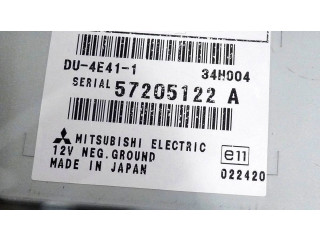 DU-4E41-1 34H004
SERIAL 57205122 A
MITSUBISHI ELECTRIC
12V NEG. GROUND
MADE IN JAPAN
e11
022420